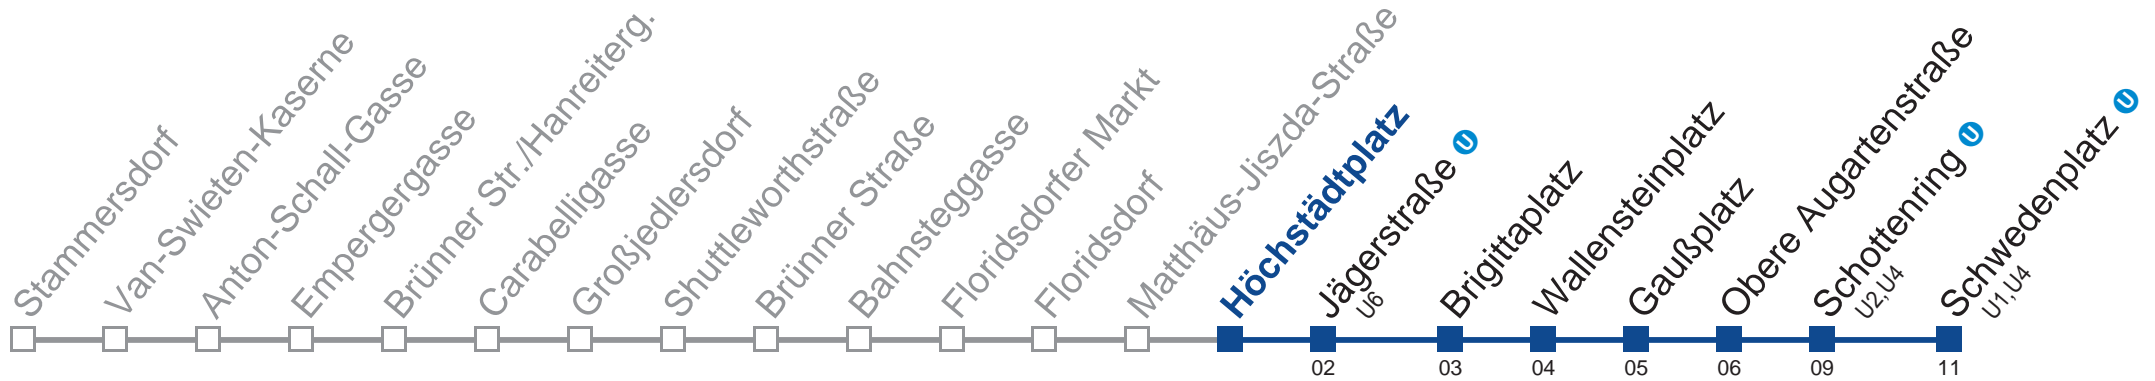 Stammersdorf
Van-Swieten-Kaserne
Anton-Schall-Gasse
Empergergasse
Brünner Str./Hanreiterg.
Carabelligasse
Großjedlersdorf
Shuttleworthstraße
Brünner Straße
Bahnsteggasse
Floridsdorfer Markt
Floridsdorf
Matthäus-Jiszda-Straße
Höchstädtplatz
Jägerstraße U
U6
Brigittaplatz
Wallensteinplatz
Gaußplatz
Obere Augartenstraße
Schottenring U
U2,U4
Schwedenplatz U
U1,U4
02
03
04
05
06
09
11